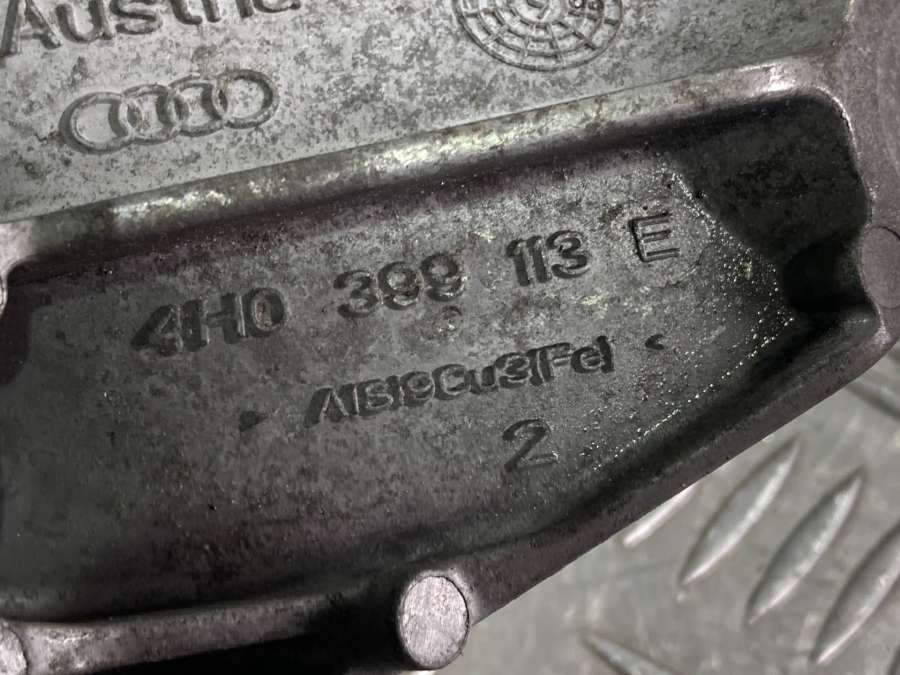 Austria
4H0 399 113 E
>AlSi9Cu3(Fe)<
2